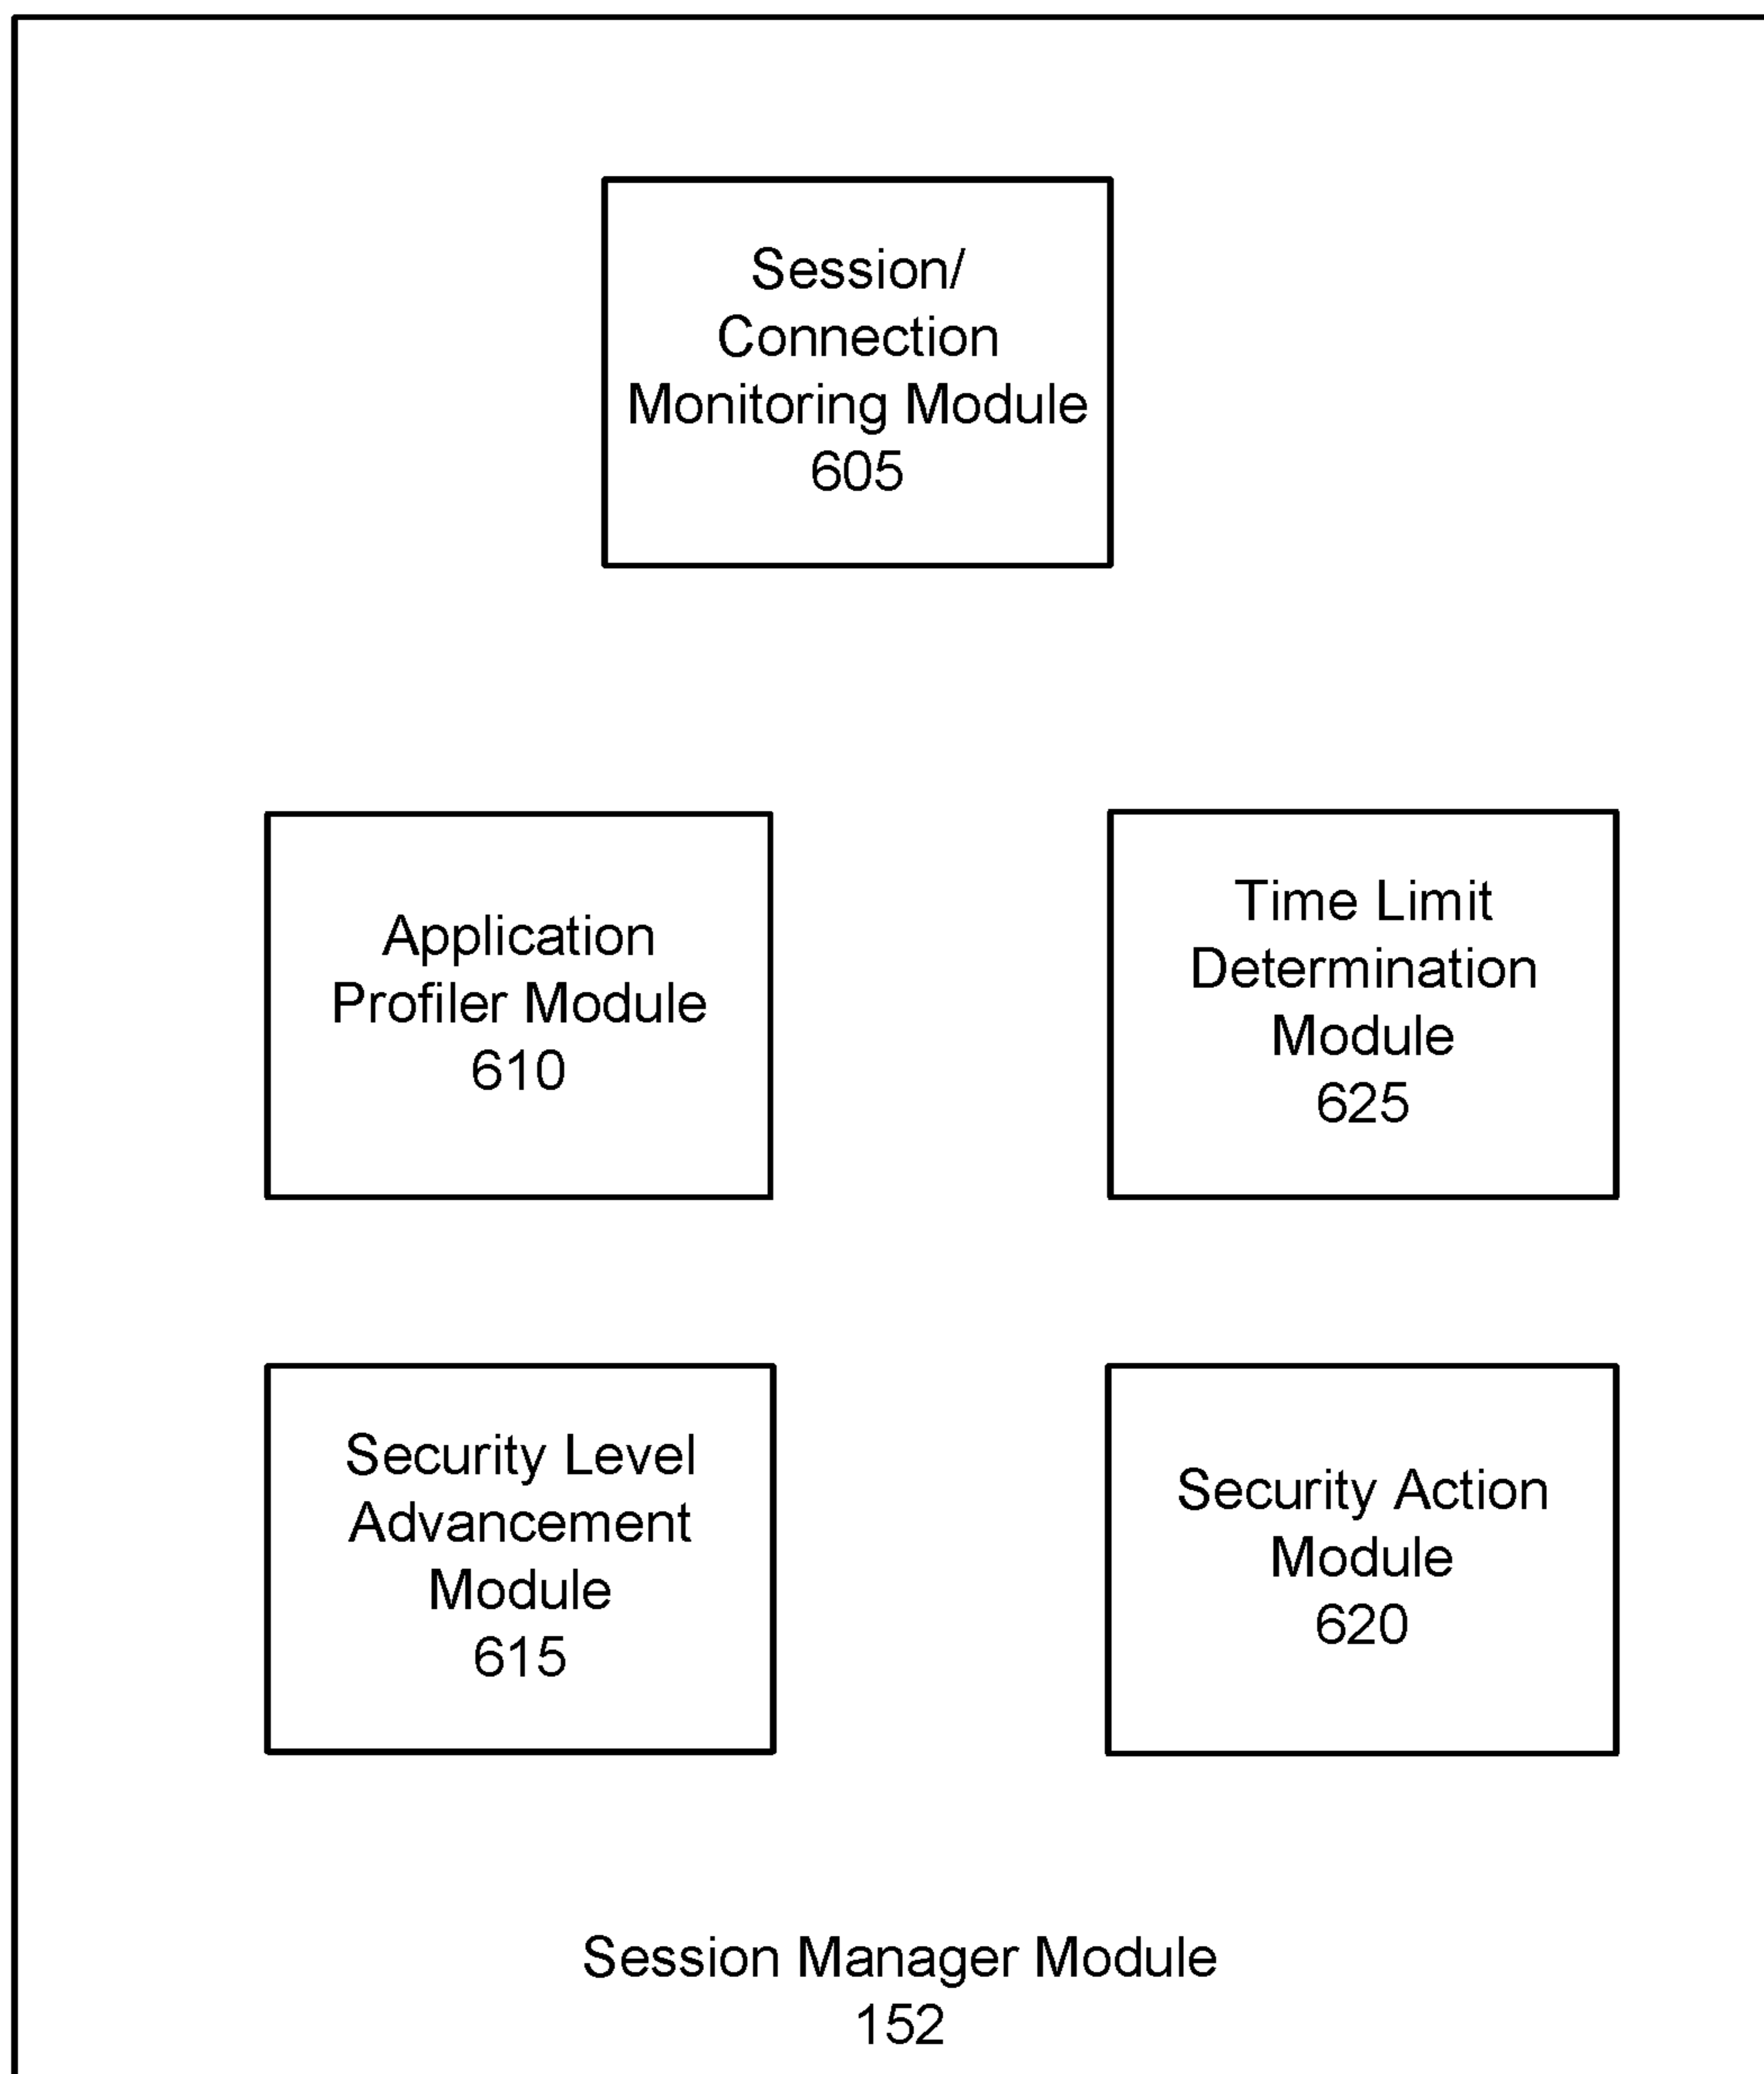 Session/
Connection
Monitoring Module
605
Application
Profiler Module
610
Time Limit
Determination
Module
625
Security Level
Advancement
Module
615
Security Action
Module
620
Session Manager Module
152